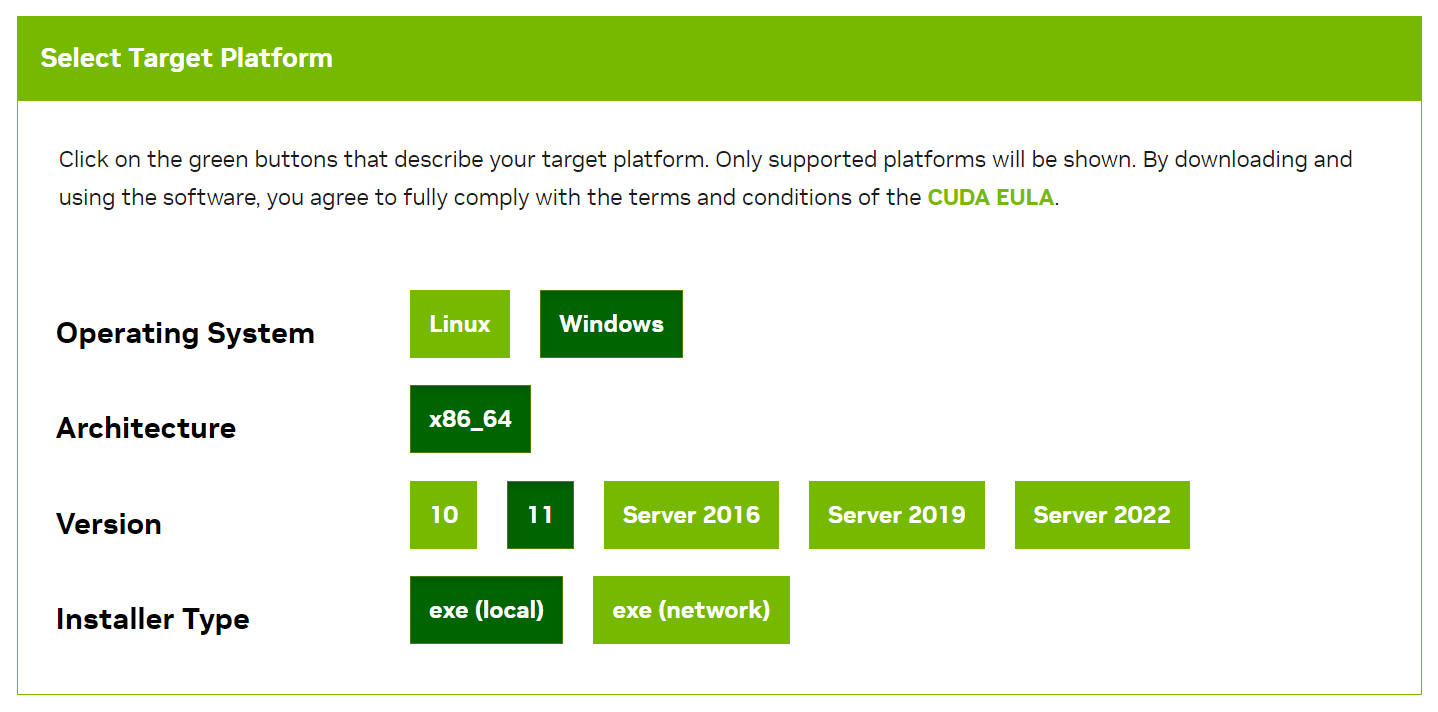 Select Target Platform
Click on the green buttons that describe your target platform. Only supported platforms will be shown. By downloading and
using the software, you agree to fully comply with the terms and conditions of the CUDA EULA.
Operating System Linux Windows
Architecture x86_64
Version 10 11 Server 2016 Server 2019 Server 2022
Installer Type exe (local) exe (network)